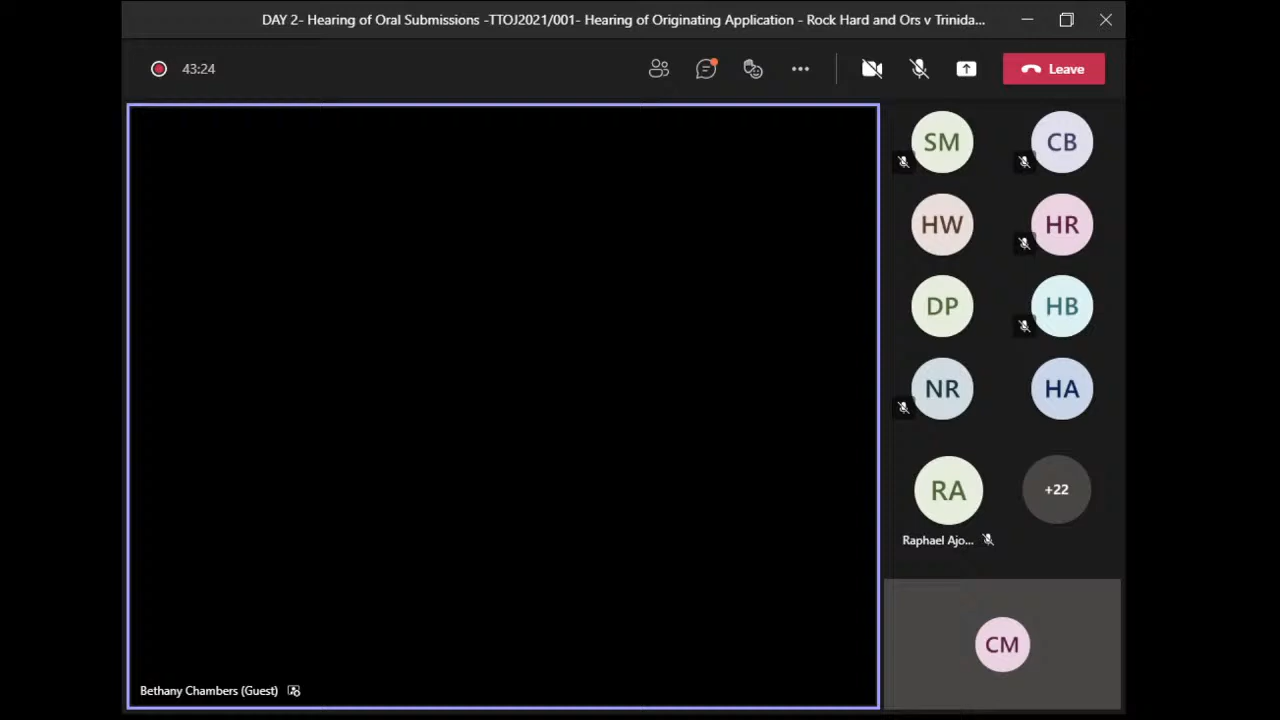 DAY 2- Hearing of Oral Submissions -TTOJ2021/001- Hearing of Originating Application - Rock Hard and Ors v Trinida...
43:24
Leave
SM CB
HW HR
DP HB
NR HA
RA +22
Raphael Ajo...
CM
Bethany Chambers (Guest)